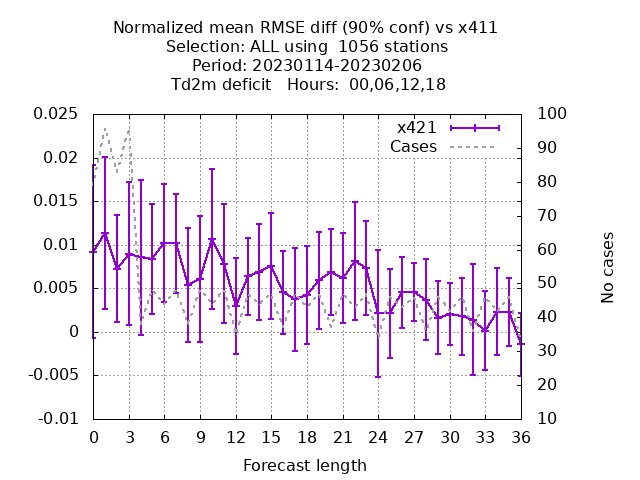 Normalized mean RMSE diff (90% conf) vs x411
Selection: ALL using  1056 stations
Period: 20230114-20230206
Td2m deficit   Hours:  00,06,12,18
x421
Cases
0.025
0.02
0.015
0.01
0.005
0
-0.005
-0.01
100
90
80
70
60
50
40
30
20
10
No cases
0 3 6 9 12 15 18 21 24 27 30 33 36
Forecast length